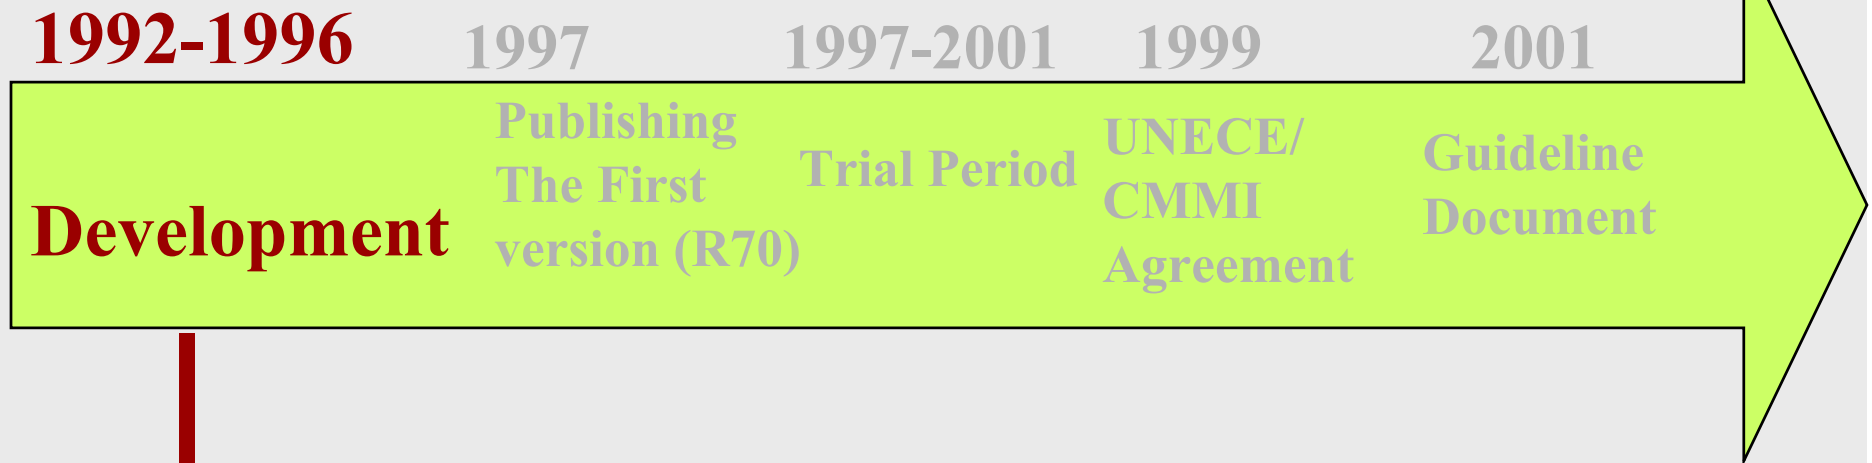 1992-1996 1997 1997-2001 1999 2001
Development
Publishing
The First
version (R70)
Trial Period
UNECE/
CMMI
Agreement
Guideline
Document